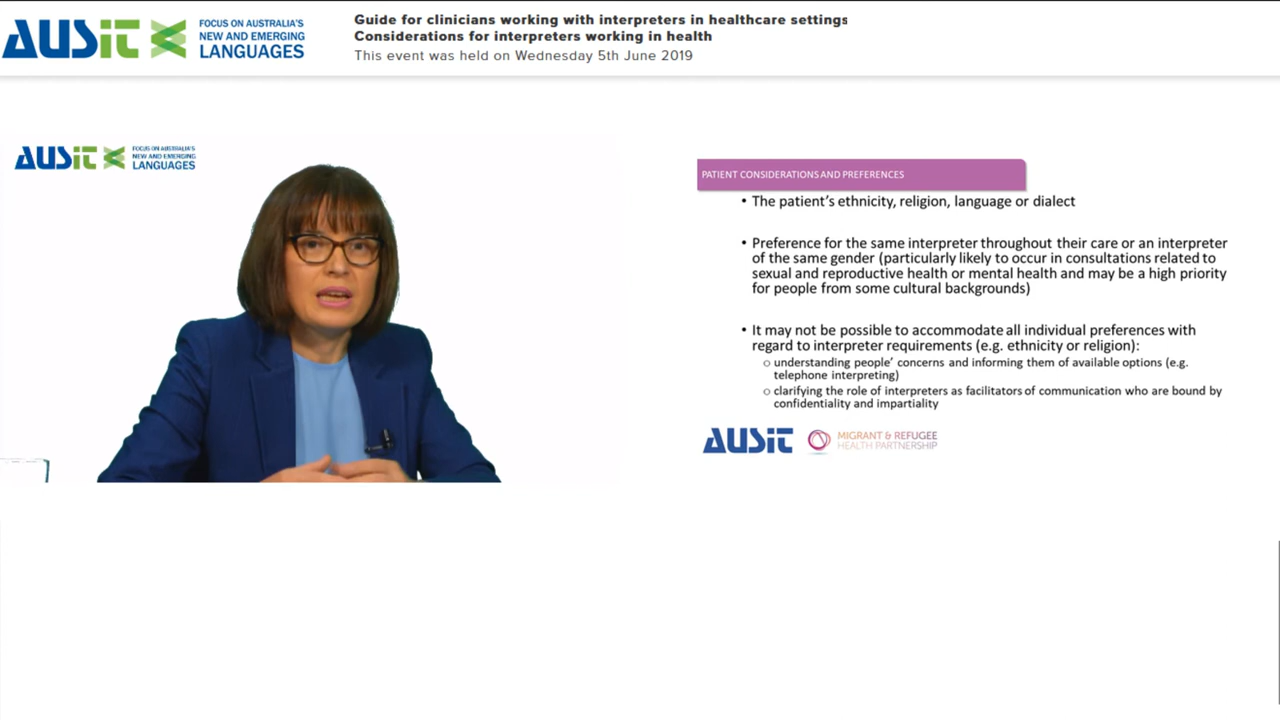 AUSiT
FOCUS ON AUSTRALIA'S
NEW AND EMERGING
LANGUAGES
Guide for clinicians working with interpreters in healthcare settings
Considerations for interpreters working in health
This event was held on Wednesday 5th June 2019
AUSiT
FOCUS ON AUSTRALIA'S
NEW AND EMERGING
LANGUAGES
PATIENT CONSIDERATIONS AND PREFERENCES
• The patient's ethnicity, religion, language or dialect
• Preference for the same interpreter throughout their care or an interpreter
of the same gender (particularly likely to occur in consultations related to
sexual and reproductive health or mental health and may be a high priority
for people from some cultural backgrounds)
• It may not be possible to accommodate all individual preferences with
regard to interpreter requirements (e.g. ethnicity or religion):
o understanding people' concerns and informing them of available options (e.g.
telephone interpreting)
o clarifying the role of interpreters as facilitators of communication who are bound by
confidentiality and impartiality
AUSiT
MIGRANT & REFUGEE
HEALTH PARTNERSHIP